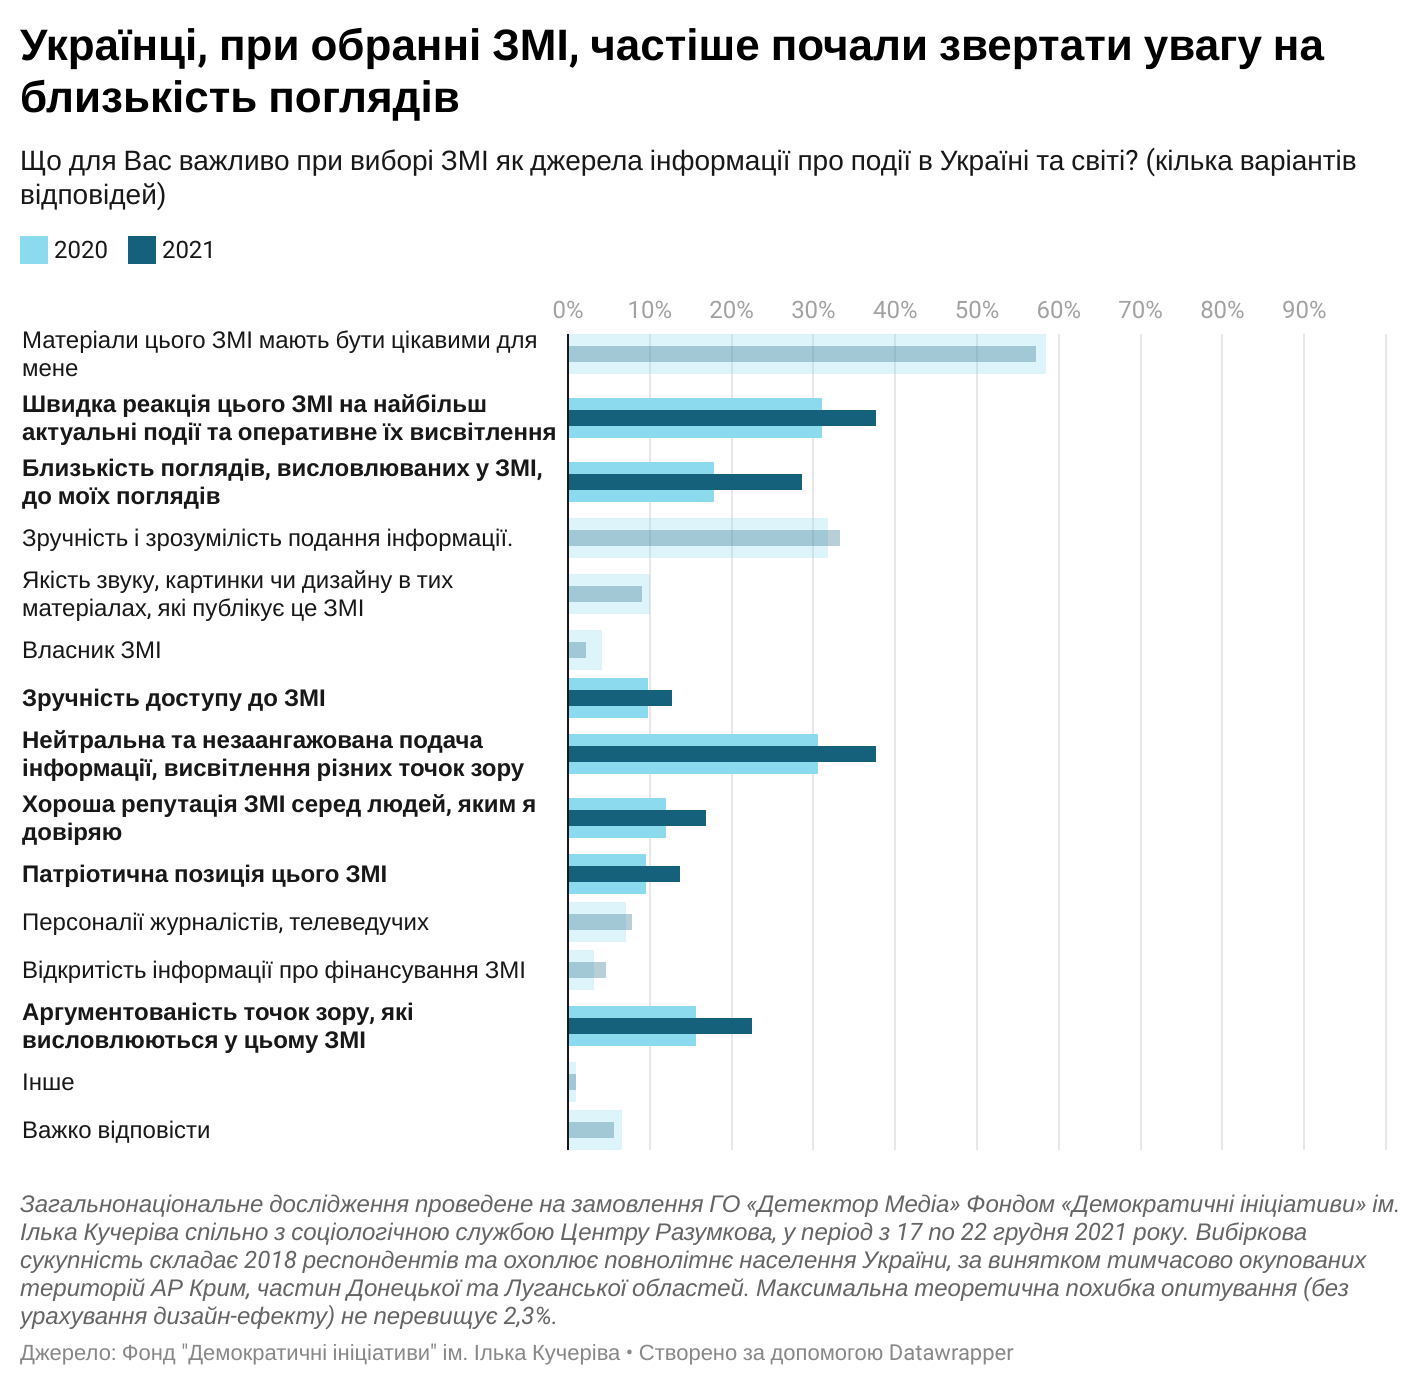 Українці, при обранні ЗМІ, частіше почали звертати увагу на
близькість поглядів
Що для Вас важливо при виборі ЗМІ як джерела інформації про події в Україні та світі? (кілька варіантів
відповідей)
2020 2021
0% 10% 20% 30% 40% 50% 60% 70% 80% 90%
Матеріали цього ЗМІ мають бути цікавими для
мене
Швидка реакція цього ЗМІ на найбільш
актуальні події та оперативне їх висвітлення
Близькість поглядів, висловлюваних у ЗМІ,
до моїх поглядів
Зручність і зрозумілість подання інформації.
Якість звуку, картинки чи дизайну в тих
матеріалах, які публікує це ЗМІ
Власник ЗМІ
Зручність доступу до ЗМІ
Нейтральна та незаангажована подача
інформації, висвітлення різних точок зору
Хороша репутація ЗМІ серед людей, яким я
довіряю
Патріотична позиція цього ЗМІ
Персоналії журналістів, телеведучих
Відкритість інформації про фінансування ЗМІ
Аргументованість точок зору, які
висловлюються у цьому ЗМІ
Інше
Важко відповісти
Загальнонаціональне дослідження проведене на замовлення ГО «Детектор Медіа» Фондом «Демократичні ініціативи» ім.
Ілька Кучеріва спільно з соціологічною службою Центру Разумкова, у період з 17 по 22 грудня 2021 року. Вибіркова
сукупність складає 2018 респондентів та охоплює повнолітнє населення України, за винятком тимчасово окупованих
територій АР Крим, частин Донецької та Луганської областей. Максимальна теоретична похибка опитування (без
урахування дизайн-ефекту) не перевищує 2,3%.
Джерело: Фонд "Демократичні ініціативи" ім. Ілька Кучеріва • Створено за допомогою Datawrapper